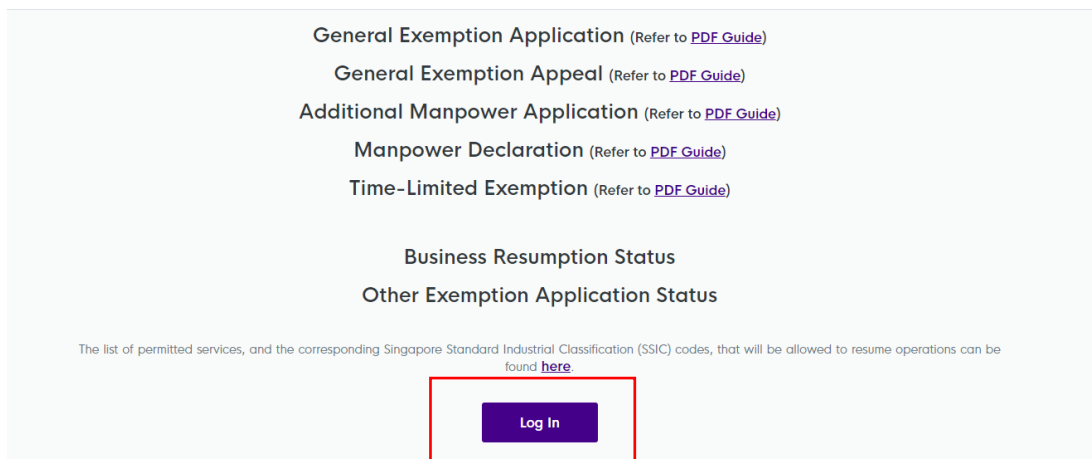 General Exemption Application (Refer to PDF Guide)
General Exemption Appeal (Refer to PDF Guide)
Additional Manpower Application (Refer to PDF Guide)
Manpower Declaration (Refer to PDF Guide)
Time-Limited Exemption (Refer to PDF Guide)
Business Resumption Status
Other Exemption Application Status
The list of permitted services, and the corresponding Singapore Standard Industrial Classification (SSIC) codes, that will be allowed to resume operations can be
found here.
Log In